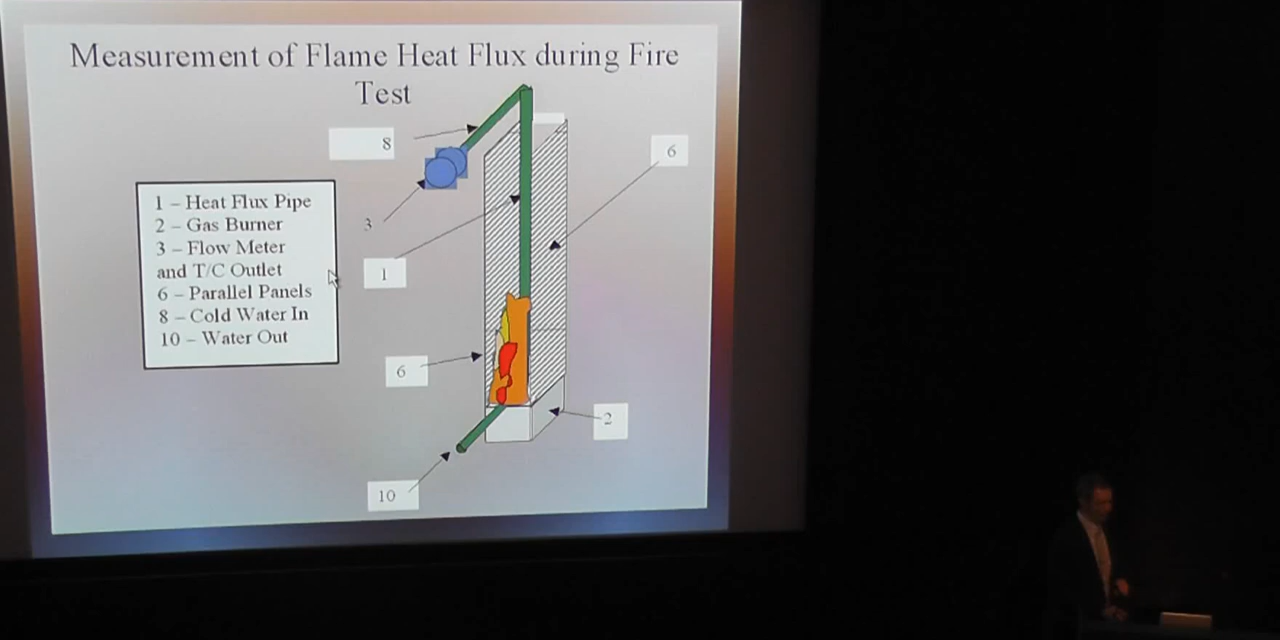 Measurement of Flame Heat Flux during Fire
Test
8
6
1 – Heat Flux Pipe
2 – Gas Burner
3 – Flow Meter
and T/C Outlet
6 – Parallel Panels
8 – Cold Water In
10 – Water Out
3
1
6
2
10